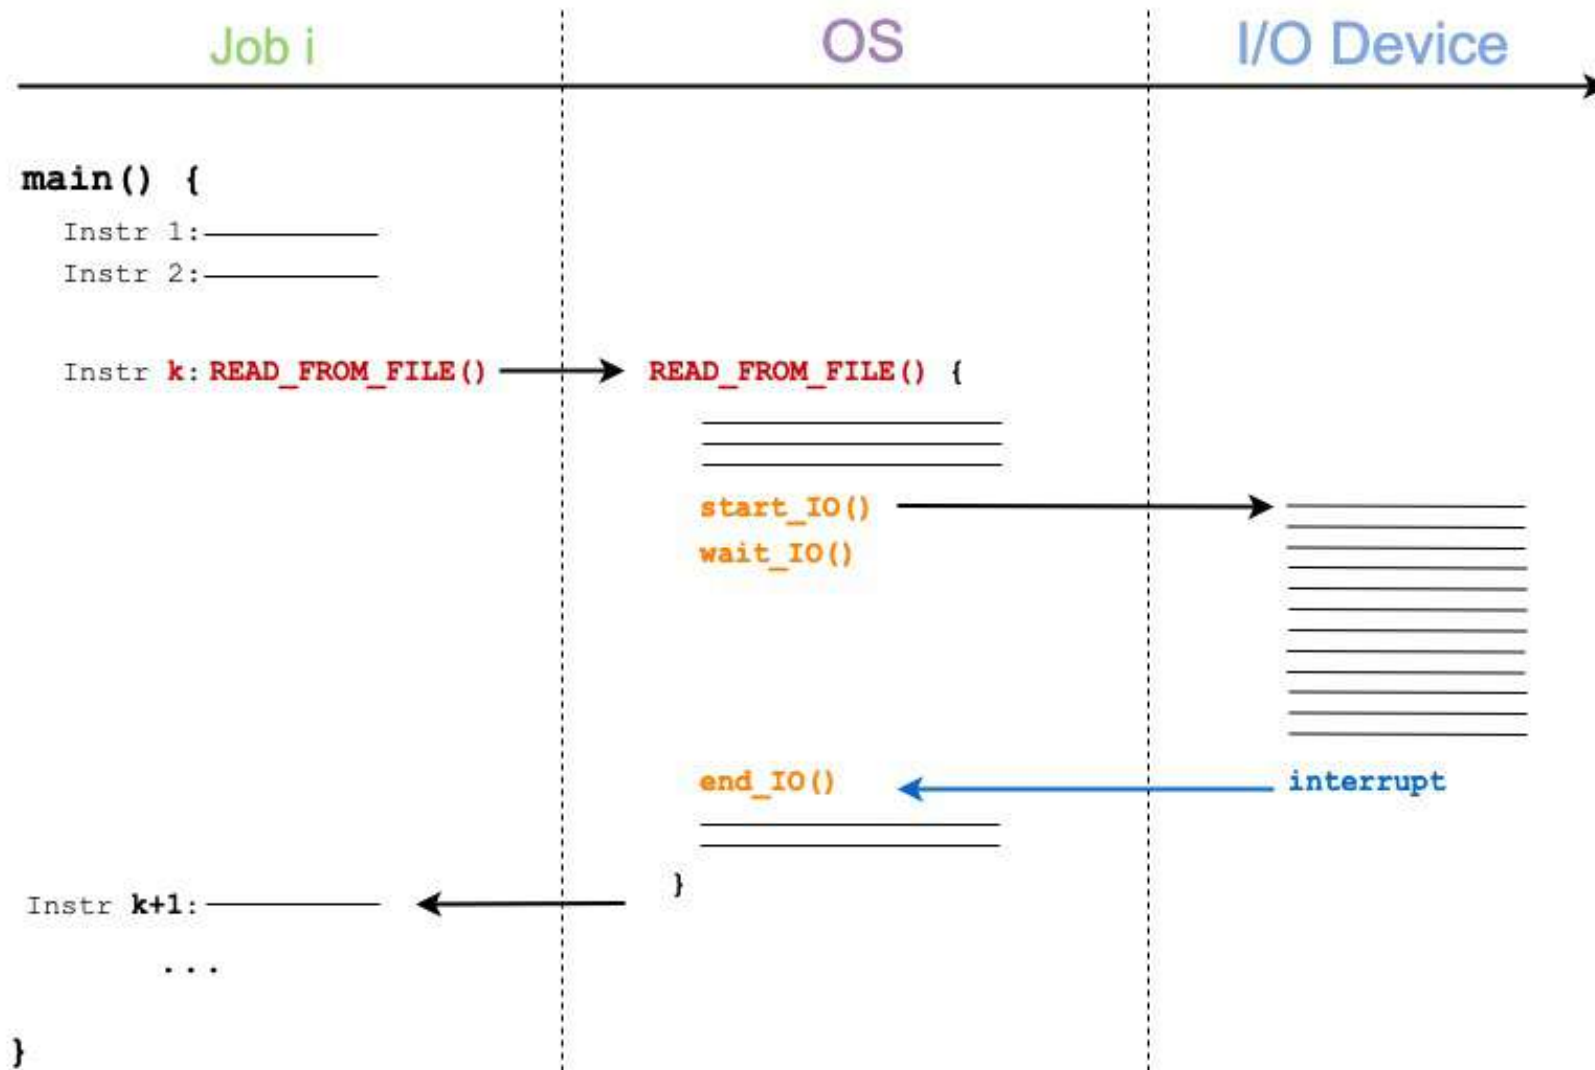 Job i OS I/O Device
main() {
Instr 1:
Instr 2:
Instr k: READ_FROM_FILE() READ_FROM_FILE() {
start_IO()
wait_IO()
end_IO() interrupt
}
Instr k+1:
...
}